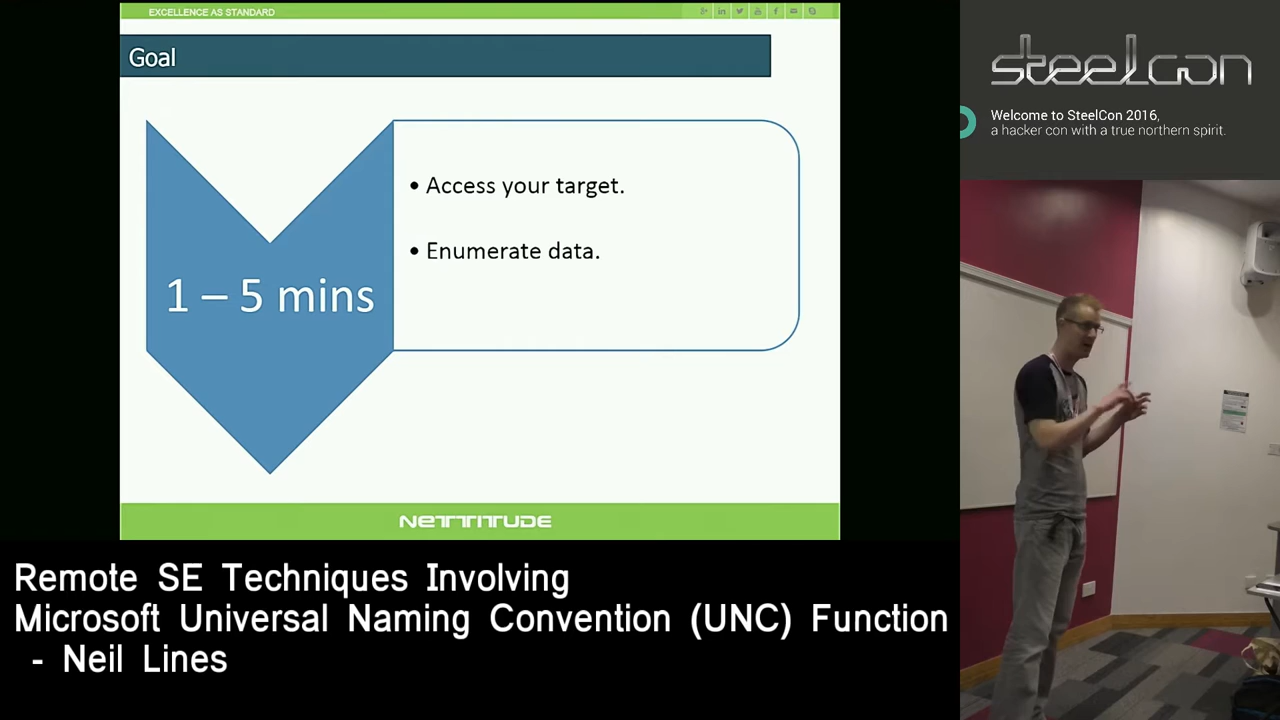 EXCELLENCE AS STANDARD
Goal
1 – 5 mins
• Access your target.
• Enumerate data.
NETTITUDE
steelcon
Welcome to SteelCon 2016,
a hacker con with a true northern spirit.
Remote SE Techniques Involving
Microsoft Universal Naming Convention (UNC) Function
- Neil Lines